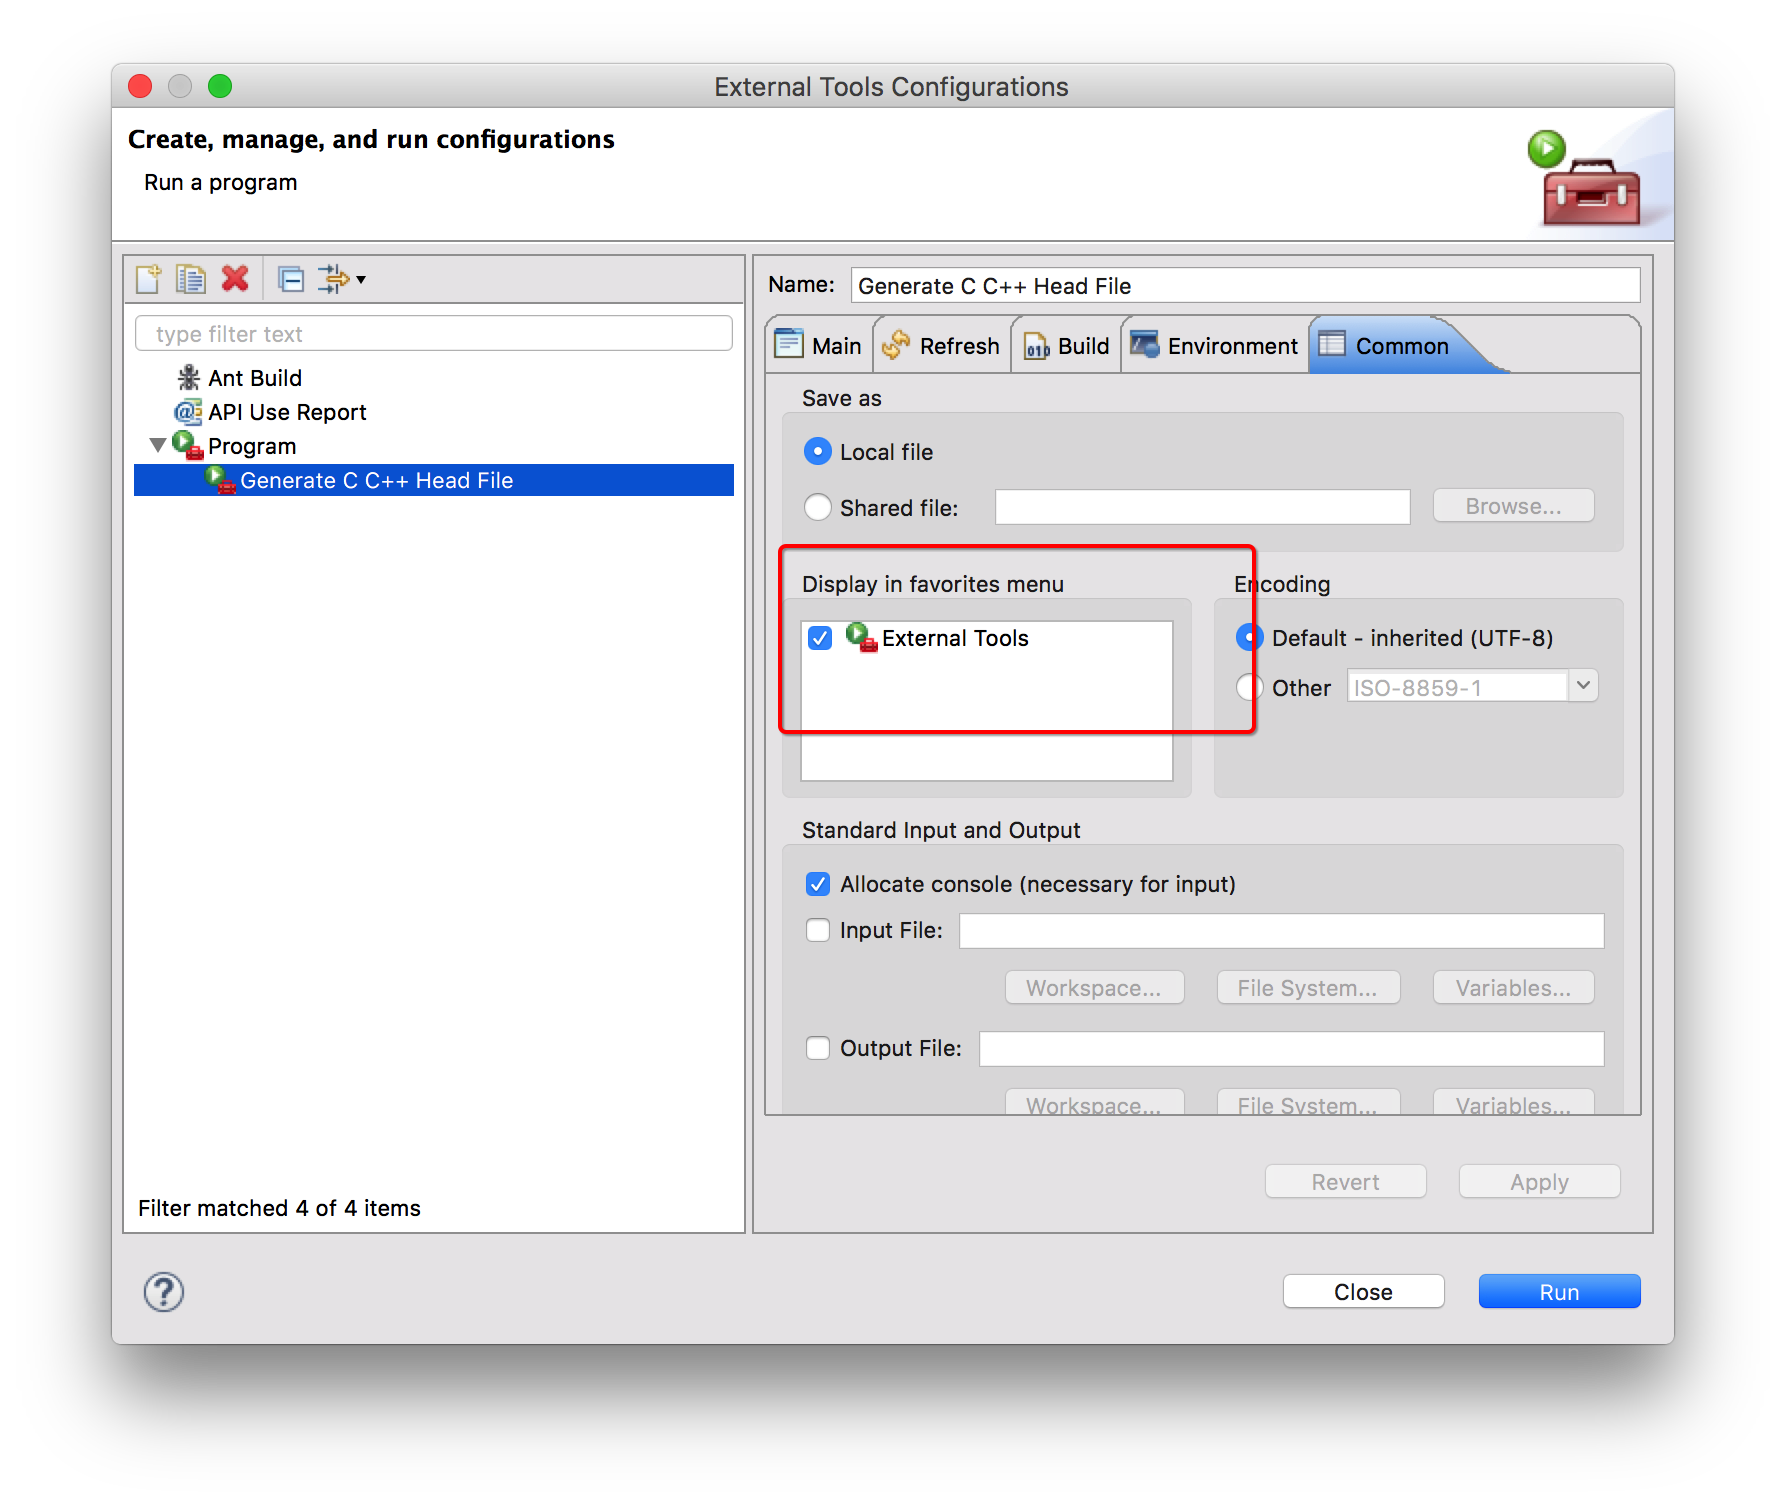 External Tools Configurations
Create, manage, and run configurations
Run a program
type filter text
Ant Build
API Use Report
Program
Generate C C++ Head File
Filter matched 4 of 4 items
Name: Generate C C++ Head File
Main Refresh Build Environment Common
Save as
Local file
Shared file: Browse...
Display in favorites menu
External Tools
Encoding
Default - inherited (UTF-8)
Other ISO-8859-1
Standard Input and Output
Allocate console (necessary for input)
Input File:
Workspace... File System... Variables...
Output File:
Workspace... File System... Variables...
Revert Apply
Close Run